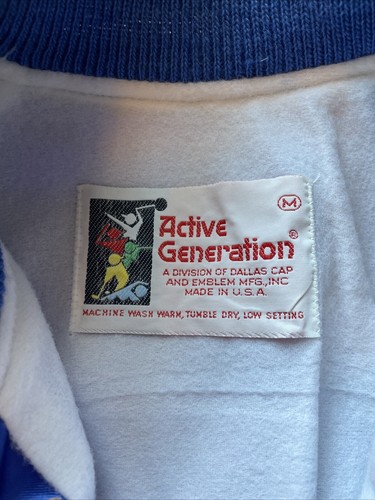 M
Active
Generation®
A DIVISION OF DALLAS CAP
AND EMBLEM MFG., INC
MADE IN U.S.A.
MACHINE WASH WARM, TUMBLE DRY, LOW SETTING